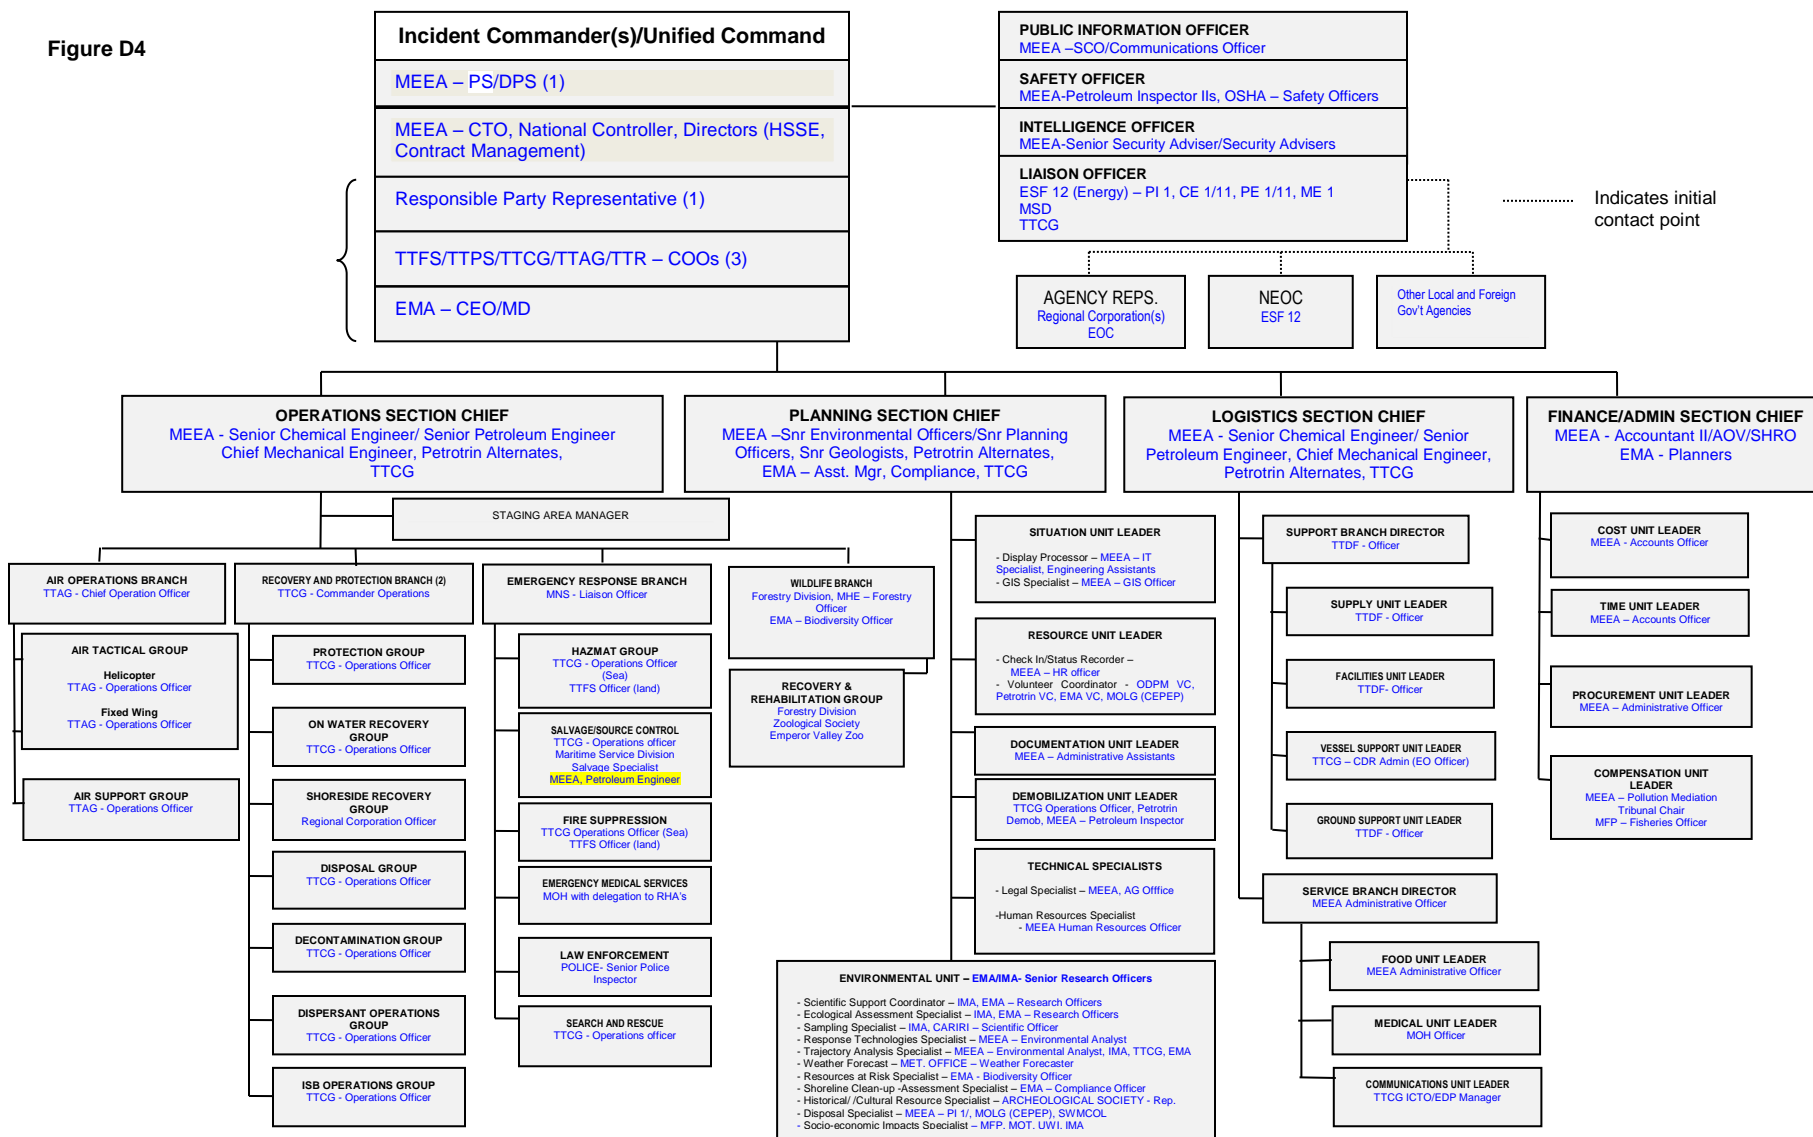 Figure D4
Incident Commander(s)/Unified Command
MEEA – PS/DPS (1)
MEEA – CTO, National Controller, Directors (HSSE,
Contract Management)
Responsible Party Representative (1)
TTFS/TTPS/TTCG/TTAG/TTR – COOs (3)
EMA – CEO/MD
PUBLIC INFORMATION OFFICER
MEEA –SCO/Communications Officer
SAFETY OFFICER
MEEA-Petroleum Inspector IIs, OSHA – Safety Officers
INTELLIGENCE OFFICER
MEEA-Senior Security Adviser/Security Advisers
LIAISON OFFICER
ESF 12 (Energy) – PI 1, CE 1/11, PE 1/11, ME 1
MSD
TTCG
Indicates initial
contact point
AGENCY REPS.
Regional Corporation(s)
EOC
NEOC
ESF 12
Other Local and Foreign
Gov't Agencies
OPERATIONS SECTION CHIEF
MEEA - Senior Chemical Engineer/ Senior Petroleum Engineer
Chief Mechanical Engineer, Petrotrin Alternates,
TTCG
PLANNING SECTION CHIEF
MEEA –Snr Environmental Officers/Snr Planning
Officers, Snr Geologists, Petrotrin Alternates,
EMA – Asst. Mgr, Compliance, TTCG
LOGISTICS SECTION CHIEF
MEEA - Senior Chemical Engineer/ Senior
Petroleum Engineer, Chief Mechanical Engineer,
Petrotrin Alternates, TTCG
FINANCE/ADMIN SECTION CHIEF
MEEA - Accountant II/AOV/SHRO
EMA - Planners
STAGING AREA MANAGER
AIR OPERATIONS BRANCH
TTAG - Chief Operation Officer
AIR TACTICAL GROUP
Helicopter
TTAG - Operations Officer
Fixed Wing
TTAG - Operations Officer
AIR SUPPORT GROUP
TTAG - Operations Officer
RECOVERY AND PROTECTION BRANCH (2)
TTCG - Commander Operations
PROTECTION GROUP
TTCG - Operations Officer
ON WATER RECOVERY
GROUP
TTCG - Operations Officer
SHORESIDE RECOVERY
GROUP
Regional Corporation Officer
DISPOSAL GROUP
TTCG - Operations Officer
DECONTAMINATION GROUP
TTCG - Operations Officer
DISPERSANT OPERATIONS
GROUP
TTCG - Operations Officer
ISB OPERATIONS GROUP
TTCG - Operations Officer
EMERGENCY RESPONSE BRANCH
MNS - Liaison Officer
HAZMAT GROUP
TTCG - Operations Officer
(Sea)
TTFS Officer (land)
SALVAGE/SOURCE CONTROL
TTCG - Operations officer
Maritime Service Division
Salvage Specialist
MEEA, Petroleum Engineer
FIRE SUPPRESSION
TTCG Operations Officer (Sea)
TTFS Officer (land)
EMERGENCY MEDICAL SERVICES
MOH with delegation to RHA's
LAW ENFORCEMENT
POLICE- Senior Police
Inspector
SEARCH AND RESCUE
TTCG - Operations officer
WILDLIFE BRANCH
Forestry Division, MHE – Forestry
Officer
EMA – Biodiversity Officer
RECOVERY &
REHABILITATION GROUP
Forestry Division
Zoological Society
Emperor Valley Zoo
SITUATION UNIT LEADER
- Display Processor – MEEA – IT
Specialist, Engineering Assistants
- GIS Specialist – MEEA – GIS Officer
RESOURCE UNIT LEADER
- Check In/Status Recorder –
MEEA – HR officer
- Volunteer Coordinator - ODPM VC,
Petrotrin VC, EMA VC, MOLG (CEPEP)
DOCUMENTATION UNIT LEADER
MEEA – Administrative Assistants
DEMOBILIZATION UNIT LEADER
TTCG Operations Officer, Petrotrin
Demob, MEEA – Petroleum Inspector
TECHNICAL SPECIALISTS
- Legal Specialist – MEEA, AG Offfice
-Human Resources Specialist
- MEEA Human Resources Officer
ENVIRONMENTAL UNIT – EMA/IMA- Senior Research Officers
- Scientific Support Coordinator – IMA, EMA – Research Officers
- Ecological Assessment Specialist – IMA, EMA – Research Officers
- Sampling Specialist – IMA, CARIRI – Scientific Officer
- Response Technologies Specialist – MEEA – Environmental Analyst
- Trajectory Analysis Specialist – MEEA – Environmental Analyst, IMA, TTCG, EMA
- Weather Forecast – MET. OFFICE – Weather Forecaster
- Resources at Risk Specialist – EMA - Biodiversity Officer
- Shoreline Clean-up -Assessment Specialist – EMA – Compliance Officer
- Historical/ /Cultural Resource Specialist – ARCHEOLOGICAL SOCIETY - Rep.
- Disposal Specialist – MEEA – PI 1/, MOLG (CEPEP), SWMCOL
- Socio-economic Impacts Specialist – MFP. MOT. UWI. IMA
SUPPORT BRANCH DIRECTOR
TTDF - Officer
SUPPLY UNIT LEADER
TTDF - Officer
FACILITIES UNIT LEADER
TTDF- Officer
VESSEL SUPPORT UNIT LEADER
TTCG – CDR Admin (EO Officer)
GROUND SUPPORT UNIT LEADER
TTDF - Officer
SERVICE BRANCH DIRECTOR
MEEA Administrative Officer
FOOD UNIT LEADER
MEEA Administrative Officer
MEDICAL UNIT LEADER
MOH Officer
COMMUNICATIONS UNIT LEADER
TTCG ICTO/EDP Manager
COST UNIT LEADER
MEEA - Accounts Officer
TIME UNIT LEADER
MEEA – Accounts Officer
PROCUREMENT UNIT LEADER
MEEA – Administrative Officer
COMPENSATION UNIT
LEADER
MEEA – Pollution Mediation
Tribunal Chair
MFP – Fisheries Officer